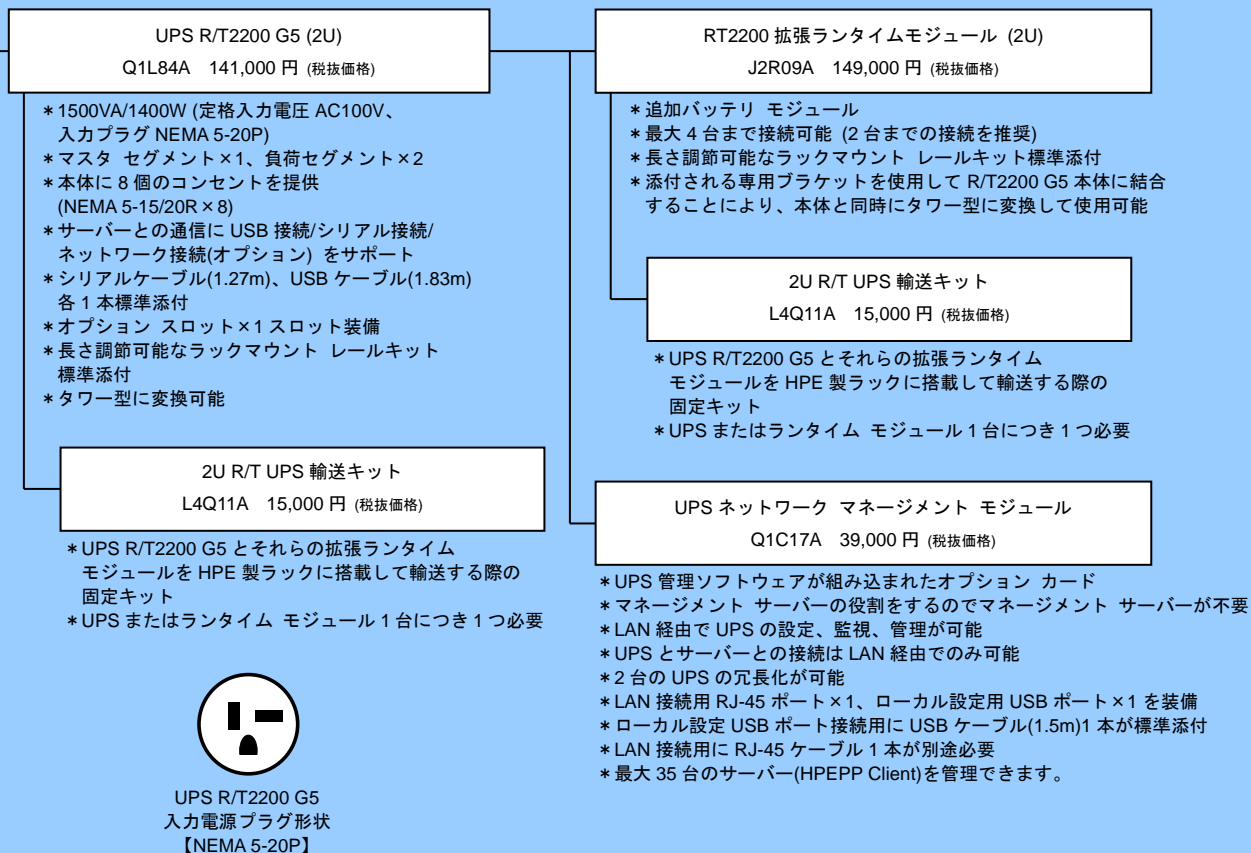 UPS R/T2200 G5 (2U)
Q1L84A 141,000 円 (税抜価格)
*1500VA/1400W (定格入力電圧 AC100V、
入力プラグ NEMA 5-20P)
*マスタ セグメント×1、負荷セグメント×2
*本体に 8 個のコンセントを提供
(NEMA 5-15/20R×8)
*サーバーとの通信に USB 接続/シリアル接続/
ネットワーク接続(オプション) をサポート
*シリアルケーブル(1.27m)、USB ケーブル(1.83m)
各 1 本標準添付
*オプション スロット×1 スロット装備
*長さ調節可能なラックマウント レールキット
標準添付
*タワー型に変換可能
2U R/T UPS 輸送キット
L4Q11A 15,000 円 (税抜価格)
*UPS R/T2200 G5 とそれらの拡張ランタイム
モジュールを HPE 製ラックに搭載して輸送する際の
固定キット
*UPS またはランタイム モジュール 1 台につき 1 つ必要
UPS R/T2200 G5
入力電源プラグ形状
【NEMA 5-20P】
RT2200 拡張ランタイムモジュール (2U)
J2R09A 149,000 円 (税抜価格)
*追加バッテリ モジュール
*最大 4 台まで接続可能 (2 台までの接続を推奨)
*長さ調節可能なラックマウント レールキット標準添付
*添付される専用ブラケットを使用して R/T2200 G5 本体に結合
することにより、本体と同時にタワー型に変換して使用可能
2U R/T UPS 輸送キット
L4Q11A 15,000 円 (税抜価格)
*UPS R/T2200 G5 とそれらの拡張ランタイム
モジュールを HPE 製ラックに搭載して輸送する際の
固定キット
*UPS またはランタイム モジュール 1 台につき 1 つ必要
UPS ネットワーク マネージメント モジュール
Q1C17A 39,000 円 (税抜価格)
*UPS 管理ソフトウェアが組み込まれたオプション カード
*マネージメント サーバーの役割をするのでマネージメント サーバーが不要
*LAN 経由で UPS の設定、監視、管理が可能
*UPS とサーバーとの接続は LAN 経由でのみ可能
*2 台の UPS の冗長化が可能
*LAN 接続用 RJ-45 ポート×1、ローカル設定用 USB ポート×1 を装備
*ローカル設定 USB ポート接続用に USB ケーブル(1.5m)1 本が標準添付
*LAN 接続用に RJ-45 ケーブル 1 本が別途必要
*最大 35 台のサーバー(HPEPP Client)を管理できます。